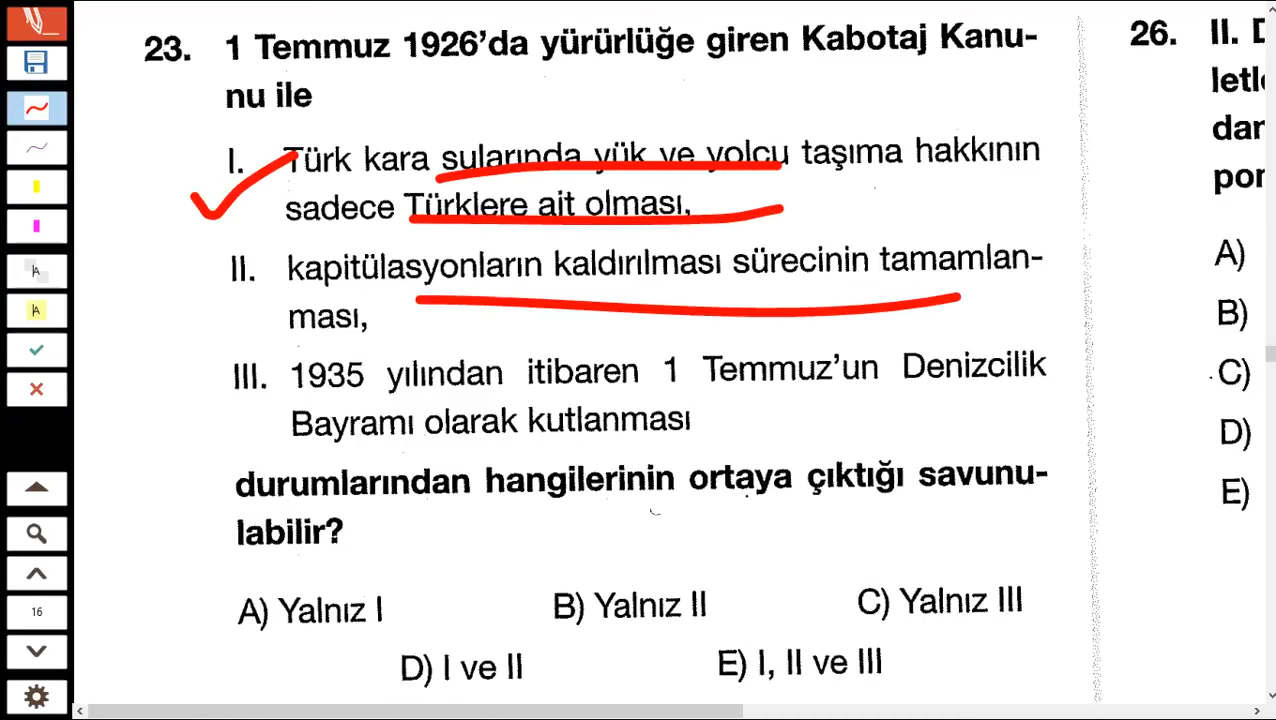 23. 1 Temmuz 1926'da yürürlüğe giren Kabotaj Kanu-
nu ile
I. Türk kara sularında yük ve yolcu taşıma hakkının
sadece Türklere ait olması,
II. kapitülasyonların kaldırılması sürecinin tamamlan-
ması,
III. 1935 yılından itibaren 1 Temmuz'un Denizcilik
Bayramı olarak kutlanması
durumlarından hangilerinin ortaya çıktığı savunu-
labilir?
A) Yalnız I
B) Yalnız II
C) Yalnız III
D) I ve II
E) I, II ve III
26. II.
A)
B)
C)
D)
E)
16